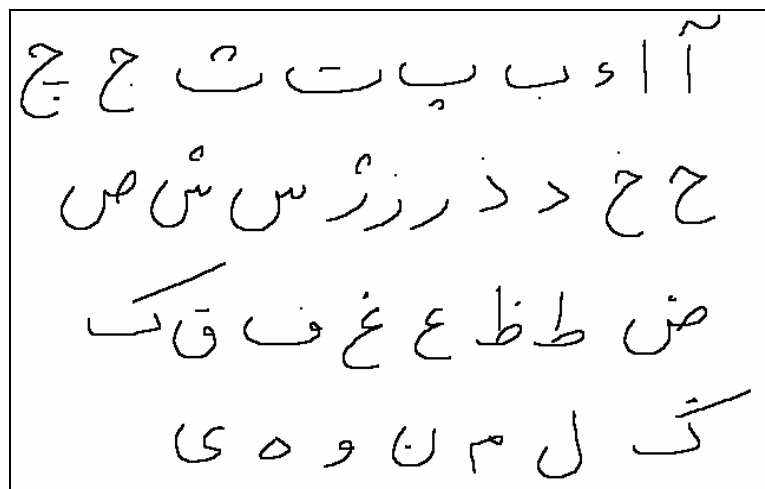 آ ا ء ب پ ت ث ج چ
ح خ د ذ ر ز ژ س ش ص
ض ط ظ ع غ ف ق ک
گ ل م ن و ه ی